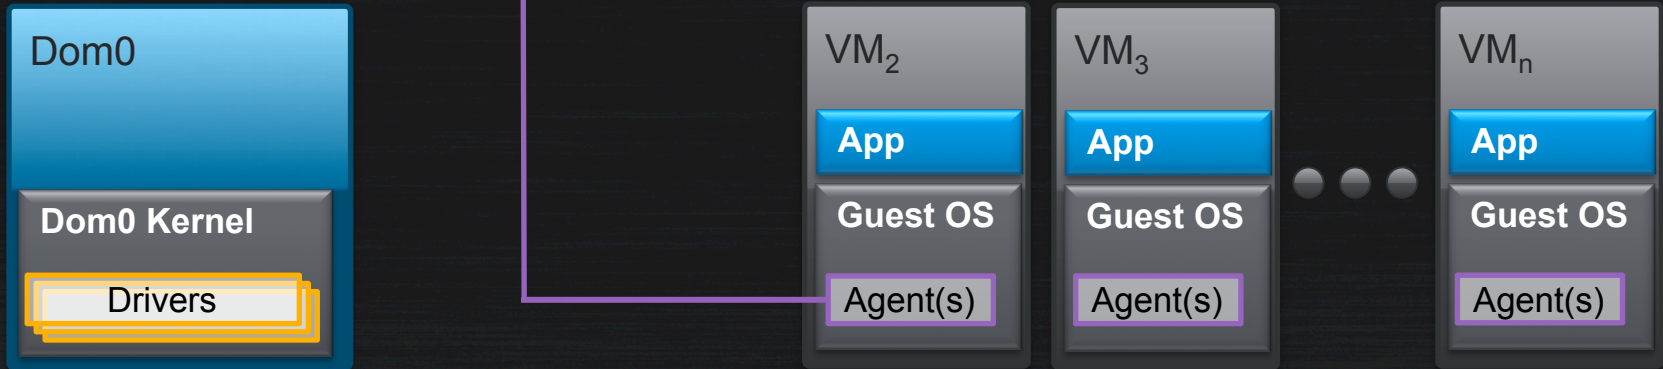 Dom0
Dom0 Kernel
Drivers
VM₂
App
Guest OS
Agent(s)
VM₃
App
Guest OS
Agent(s)
VMₙ
App
Guest OS
Agent(s)